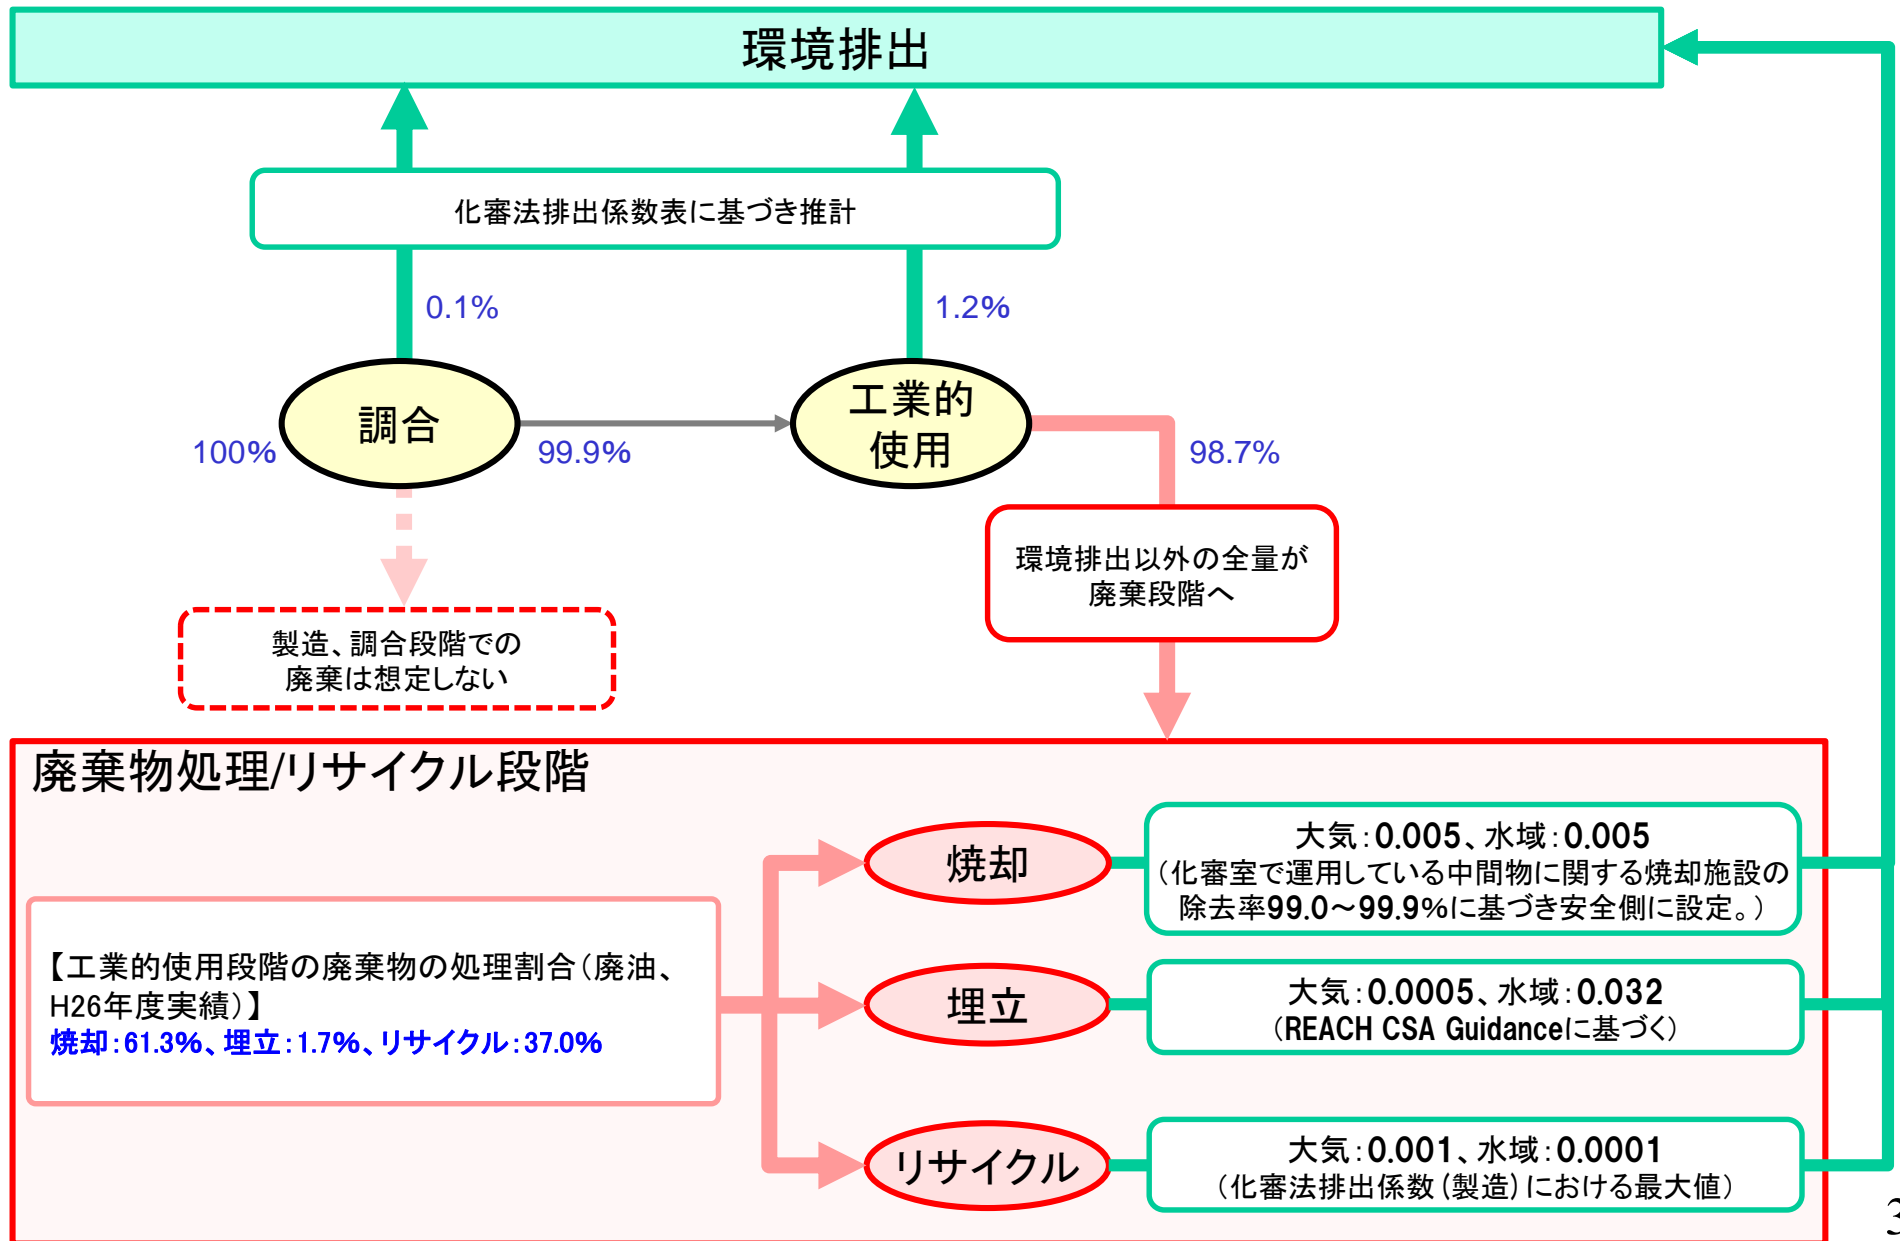 環境排出
化審法排出係数表に基づき推計
0.1%
1.2%
調合
工業的
使用
100%
99.9%
98.7%
環境排出以外の全量が
廃棄段階へ
製造、調合段階での
廃棄は想定しない
廃棄物処理/リサイクル段階
【工業的使用段階の廃棄物の処理割合(廃油、
H26年度実績)】
焼却:61.3%、埋立:1.7%、リサイクル:37.0%
焼却
大気:0.005、水域:0.005
(化審室で運用している中間物に関する焼却施設の
除去率99.0~99.9%に基づき安全側に設定。)
埋立
大気:0.0005、水域:0.032
(REACH CSA Guidanceに基づく)
リサイクル
大気:0.001、水域:0.0001
(化審法排出係数(製造)における最大値)